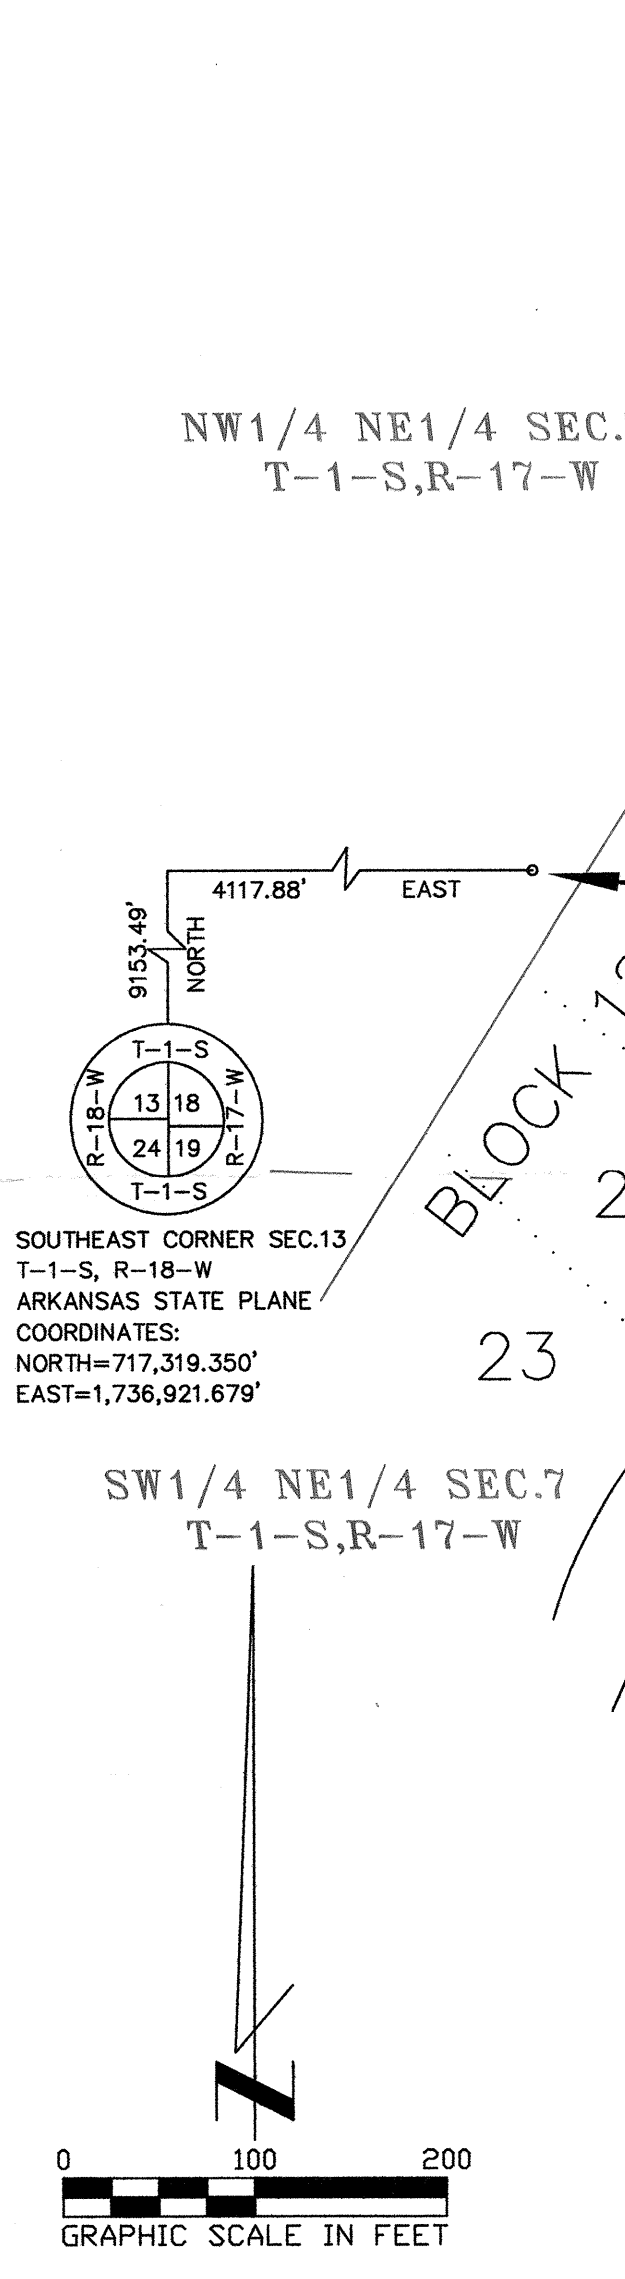 NW1/4 NE1/4 SEC.
T-1-S,R-17-W
4117.88' EAST
9153.49' NORTH
T-1-S
R-18-W
R-17-W
13 18
24 19
T-1-S
BLOCK
SOUTHEAST CORNER SEC.13
T-1-S, R-18-W
ARKANSAS STATE PLANE
COORDINATES:
NORTH=717,319.350'
EAST=1,736,921.679'
23
SW1/4 NE1/4 SEC.7
T-1-S,R-17-W
N
0 100 200
GRAPHIC SCALE IN FEET